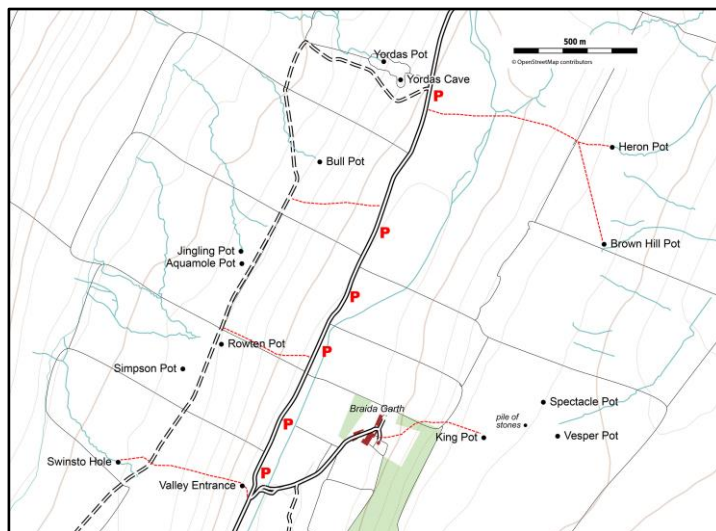 Yordas Pot
500 m
© OpenStreetMap contributors
Yordas Cave
P
Heron Pot
Bull Pot
P
Brown Hill Pot
Jingling Pot
Aquamole Pot
P
Rowten Pot
P
Simpson Pot
Braida Garth
Spectacle Pot
P
pile of
stones
King Pot
Vesper Pot
Swinsto Hole
P
Valley Entrance